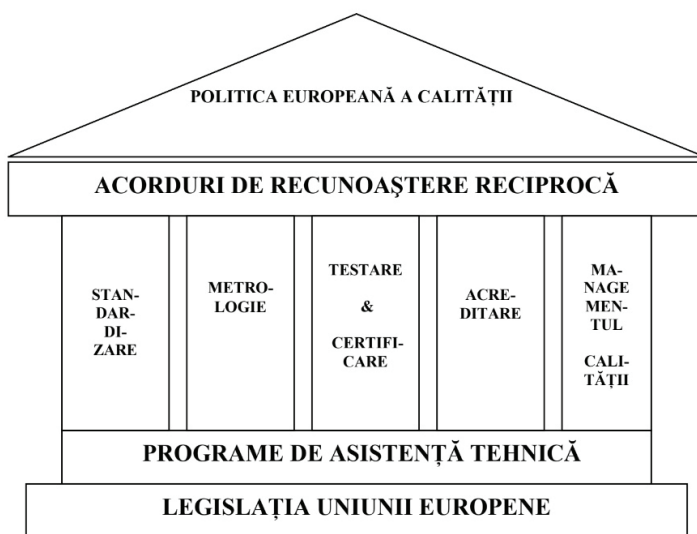 POLITICA EUROPEANĂ A CALITĂȚII
ACORDURI DE RECUNOAŞTERE RECIPROCĂ
STAN-
DAR-
DI-
ZARE
METRO-
LOGIE
TESTARE
&
CERTIFI-
CARE
ACRE-
DITARE
MA-
NAGE
MEN-
TUL
CALI-
TĂȚII
PROGRAME DE ASISTENȚĂ TEHNICĂ
LEGISLAȚIA UNIUNII EUROPENE